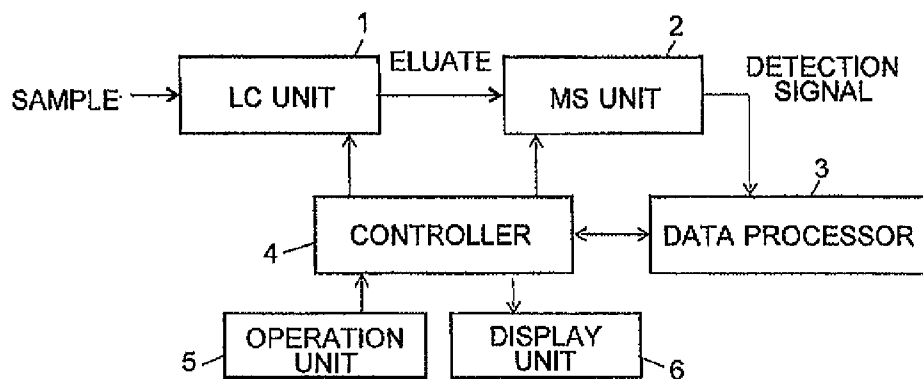 1
2
ELUATE
DETECTION
SIGNAL
SAMPLE
LC UNIT
MS UNIT
3
4
CONTROLLER
DATA PROCESSOR
5
OPERATION
UNIT
DISPLAY
UNIT
6